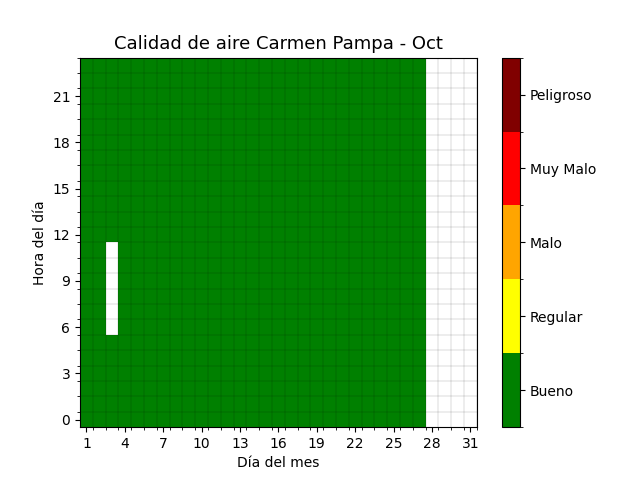 Calidad de aire Carmen Pampa - Oct
Hora del día
21
18
15
12
9
6
3
0
1 4 7 10 13 16 19 22 25 28 31
Día del mes
Peligroso
Muy Malo
Malo
Regular
Bueno